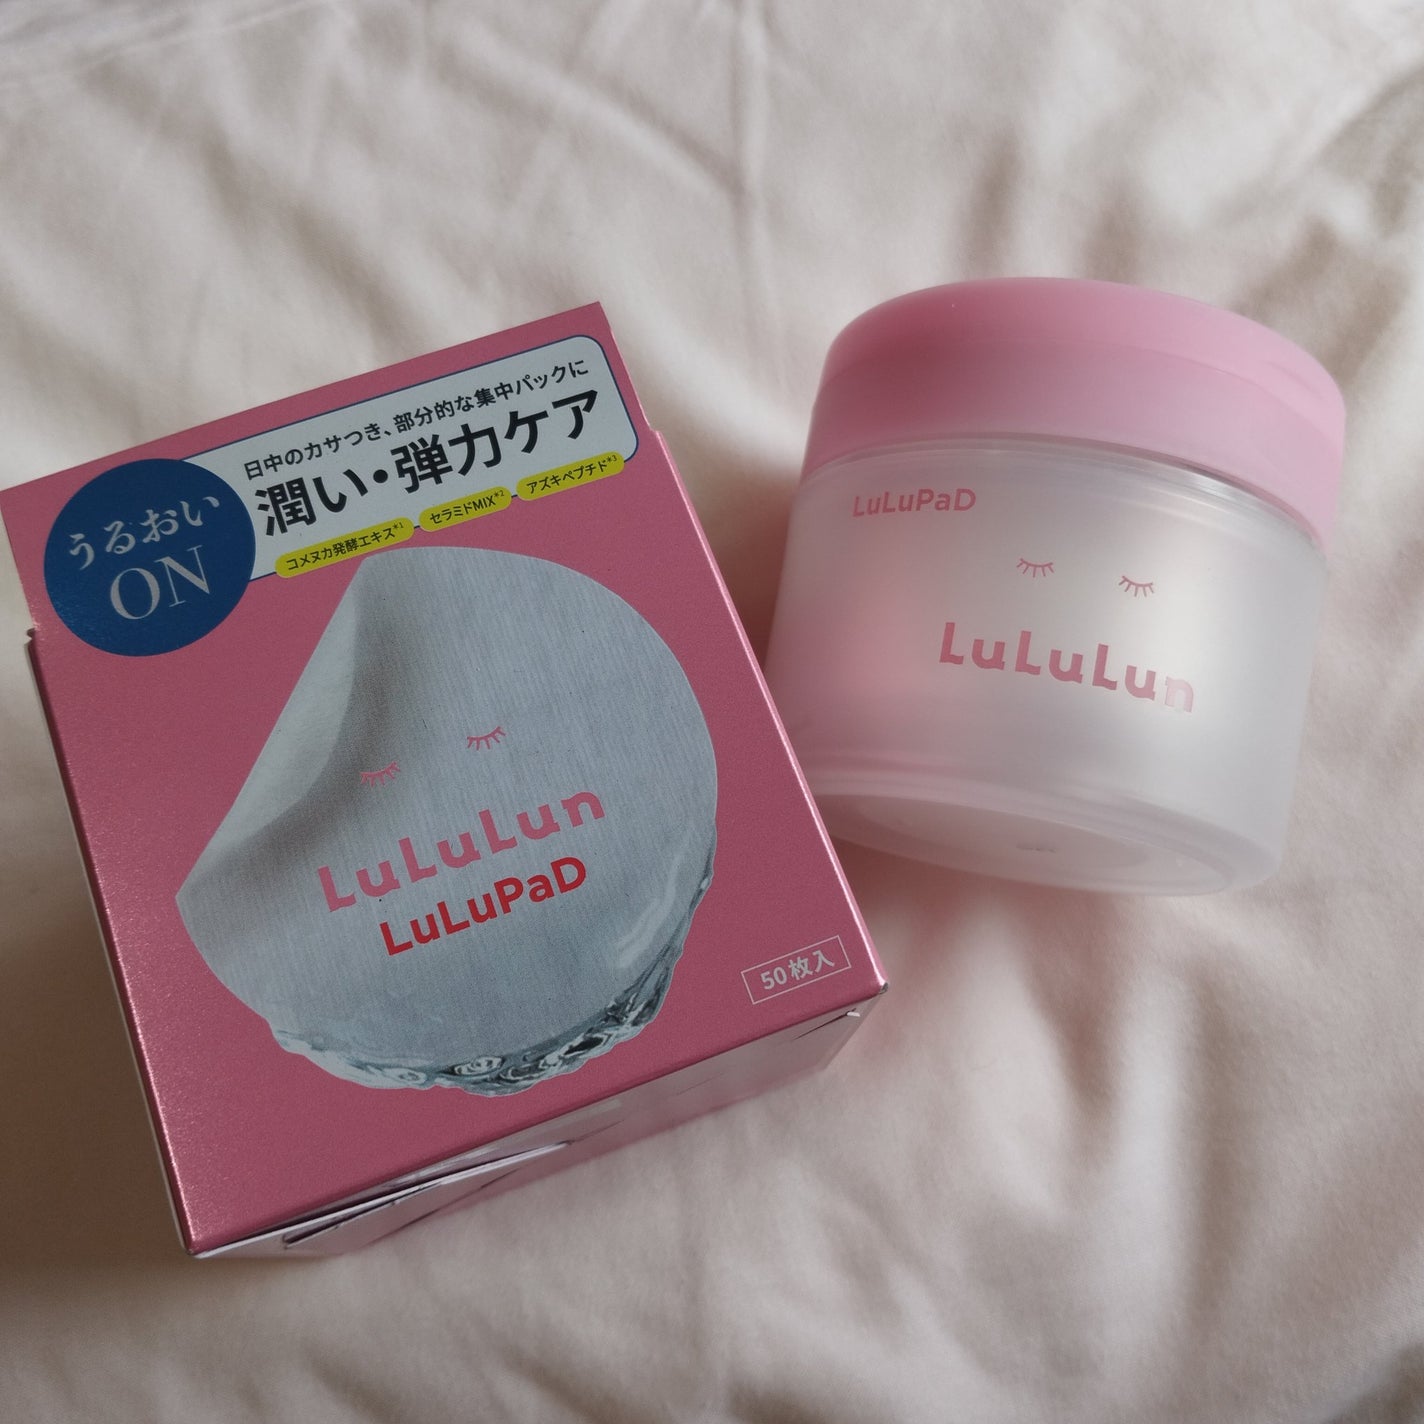 日中のカサつき、部分的な集中パックに
潤い・弾力ケア
コメヌカ発酵エキス*1 セラミドMIX*2 アズキペプチド*3
うるおい
ON
LuLuLun
LuLuPaD
50枚入
LuLuPaD
LuLuLun